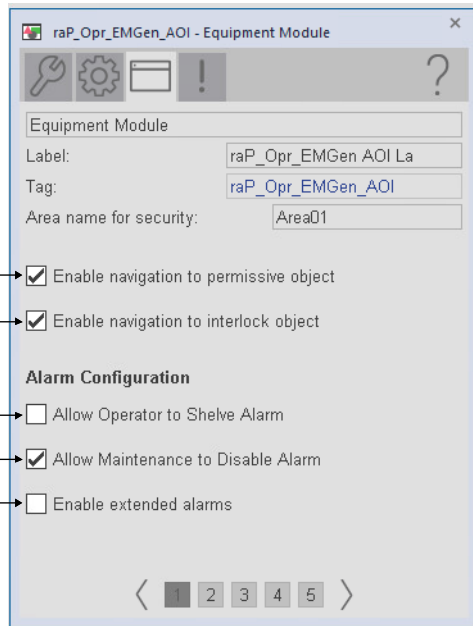 raP_Opr_EMGen_AOI - Equipment Module
Equipment Module
Label: raP_Opr_EMGen AOI La
Tag: raP_Opr_EMGen_AOI
Area name for security: Area01
Enable navigation to permissive object
Enable navigation to interlock object
Alarm Configuration
Allow Operator to Shelve Alarm
Allow Maintenance to Disable Alarm
Enable extended alarms
1 2 3 4 5